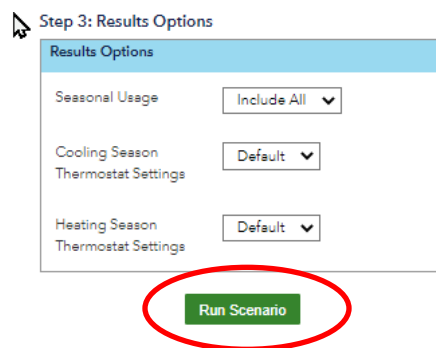 Step 3: Results Options
Results Options
Seasonal Usage
Include All
Cooling Season
Thermostat Settings
Default
Heating Season
Thermostat Settings
Default
Run Scenario